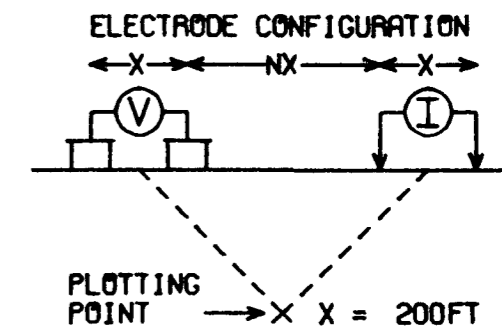 ELECTRODE CONFIGURATION
X NX X
V I
PLOTTING
POINT X X = 200FT